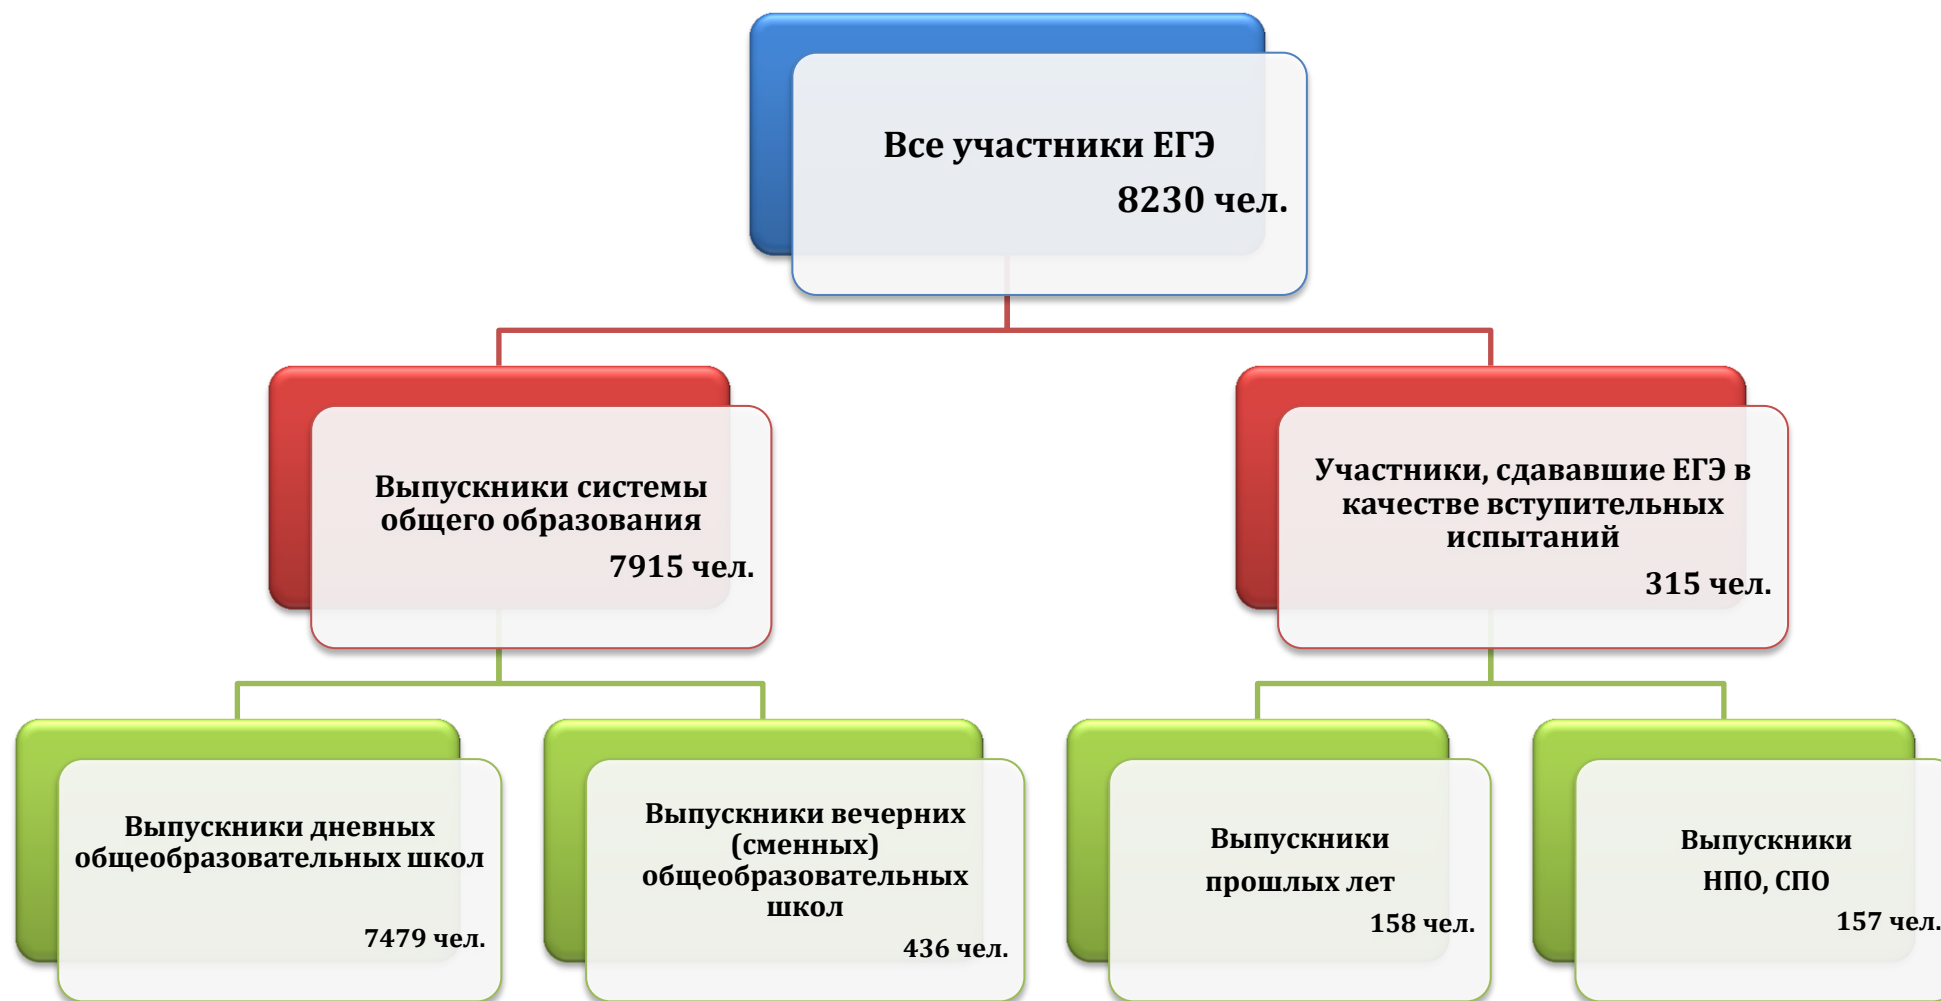 Все участники ЕГЭ
8230 чел.
Выпускники системы
общего образования
7915 чел.
Участники, сдававшие ЕГЭ в
качестве вступительных
испытаний
315 чел.
Выпускники дневных
общеобразовательных школ
7479 чел.
Выпускники вечерних
(сменных)
общеобразовательных
школ
436 чел.
Выпускники
прошлых лет
158 чел.
Выпускники
НПО, СПО
157 чел.